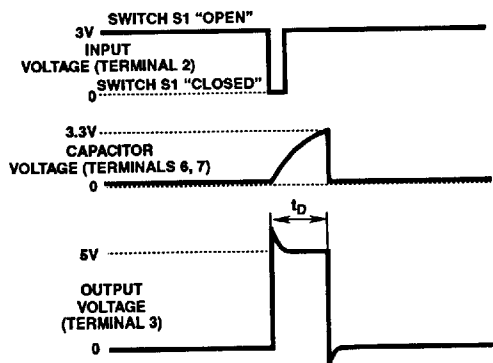 SWITCH S1 “OPEN”
3V
INPUT
VOLTAGE (TERMINAL 2)
SWITCH S1 “CLOSED”
0
3.3V
CAPACITOR
VOLTAGE (TERMINALS 6, 7)
0
tD
5V
OUTPUT
VOLTAGE
(TERMINAL 3)
0